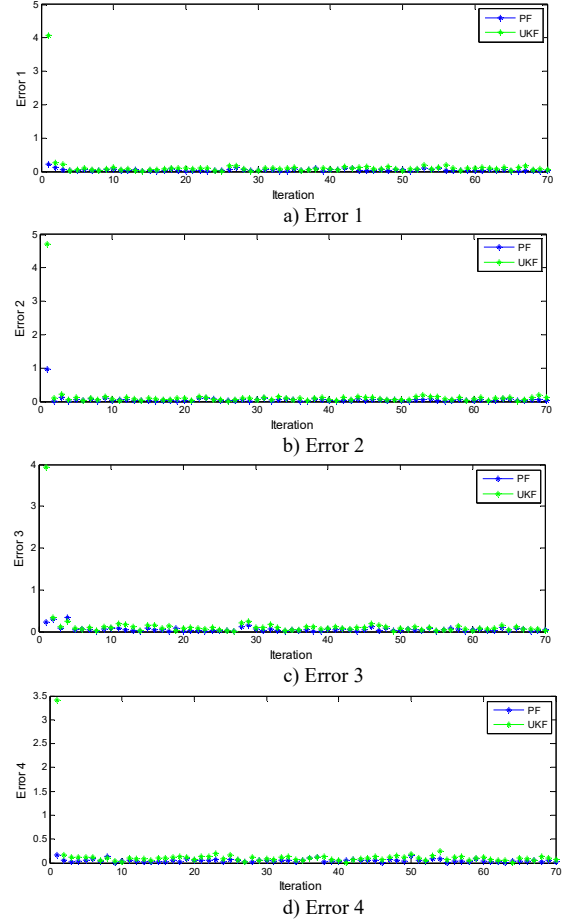 5
4
3
2
1
0
Error 1
PF
UKF
0 10 20 30 40 50 60 70
Iteration
a) Error 1
5
4
3
2
1
0
Error 2
PF
UKF
0 10 20 30 40 50 60 70
Iteration
b) Error 2
4
3
2
1
0
Error 3
PF
UKF
0 10 20 30 40 50 60 70
Iteration
c) Error 3
3.5
3
2.5
2
1.5
1
0.5
0
Error 4
PF
UKF
0 10 20 30 40 50 60 70
Iteration
d) Error 4